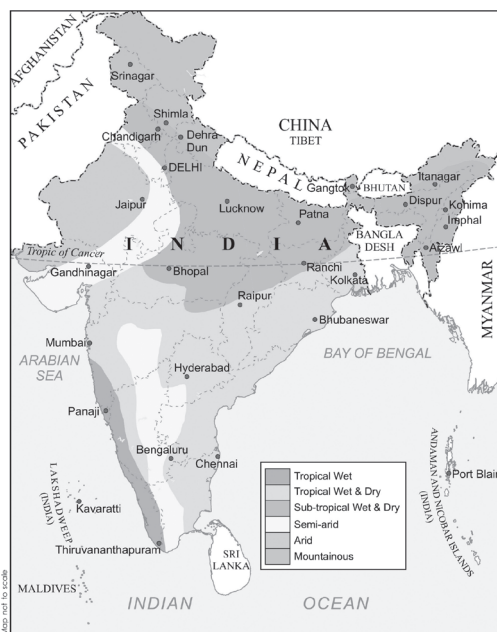 AFGHANISTAN
PAKISTAN
Srinagar
Shimla
Chandigarh
Dehra-
Dun
DELHI
CHINA
TIBET
NEPAL
Gangtok
BHUTAN
Itanagar
Dispur
Kohima
Imphal
Aizawl
Jaipur
Lucknow
Patna
BANGLA
DESH
INDIA
Tropic of Cancer
Gandhinagar
Bhopal
Ranchi
Kolkata
Raipur
Bhubaneswar
MYANMAR
Mumbai
ARABIAN
SEA
BAY OF BENGAL
Hyderabad
Panaji
Bengaluru
Chennai
LAKSHADWEEP
(INDIA)
Kavaratti
Thiruvananthapuram
SRI
LANKA
MALDIVES
ANDAMAN AND NICOBAR ISLANDS
(INDIA)
Port Blair
Tropical Wet
Tropical Wet & Dry
Sub-tropical Wet & Dry
Semi-arid
Arid
Mountainous
INDIAN OCEAN
Map not to scale